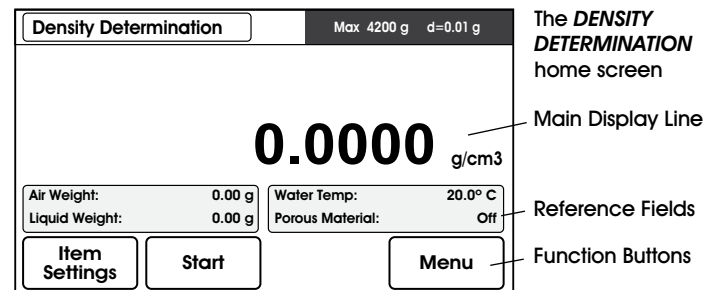 Density Determination
Max 4200 g d=0.01 g
0.0000 g/cm3
Air Weight: 0.00 g
Liquid Weight: 0.00 g
Water Temp: 20.0° C
Porous Material: Off
Item
Settings
Start
Menu
The DENSITY
DETERMINATION
home screen
Main Display Line
Reference Fields
Function Buttons